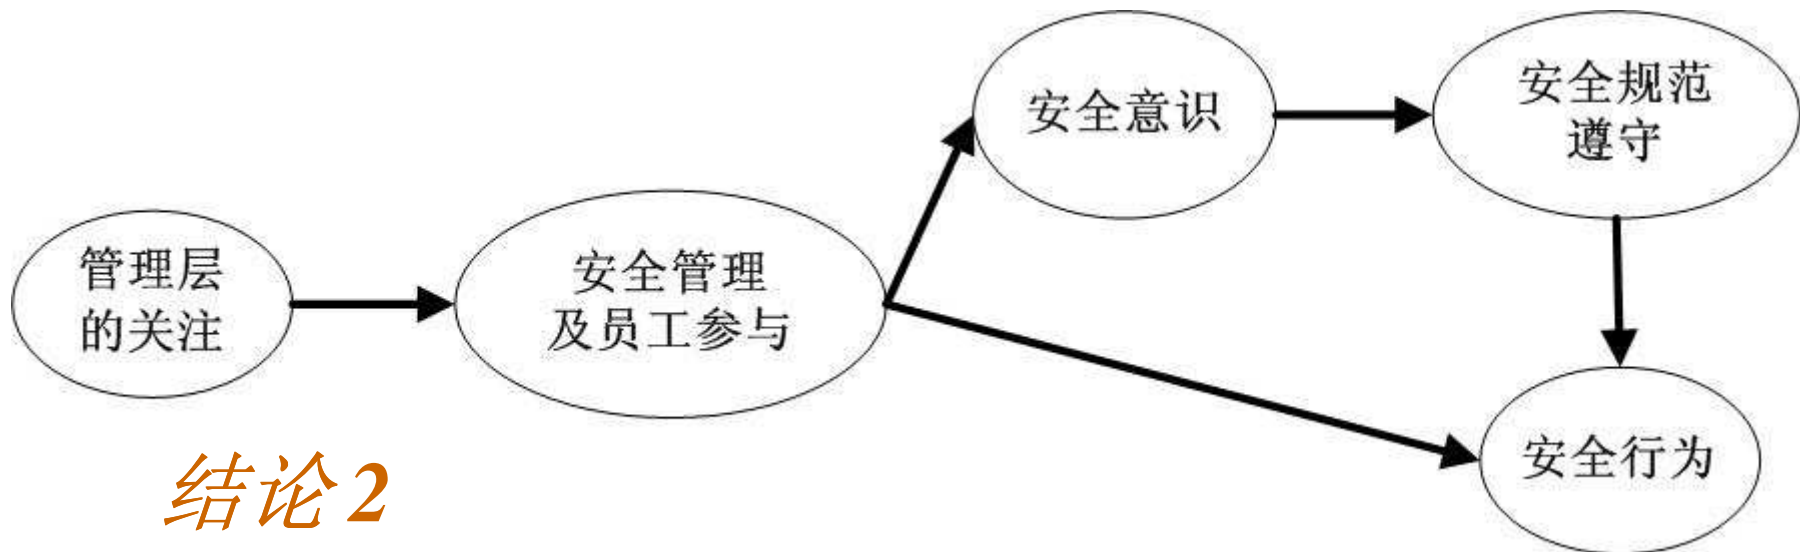 管理层
的关注
安全管理
及员工参与
安全意识
安全规范
遵守
安全行为
结论2